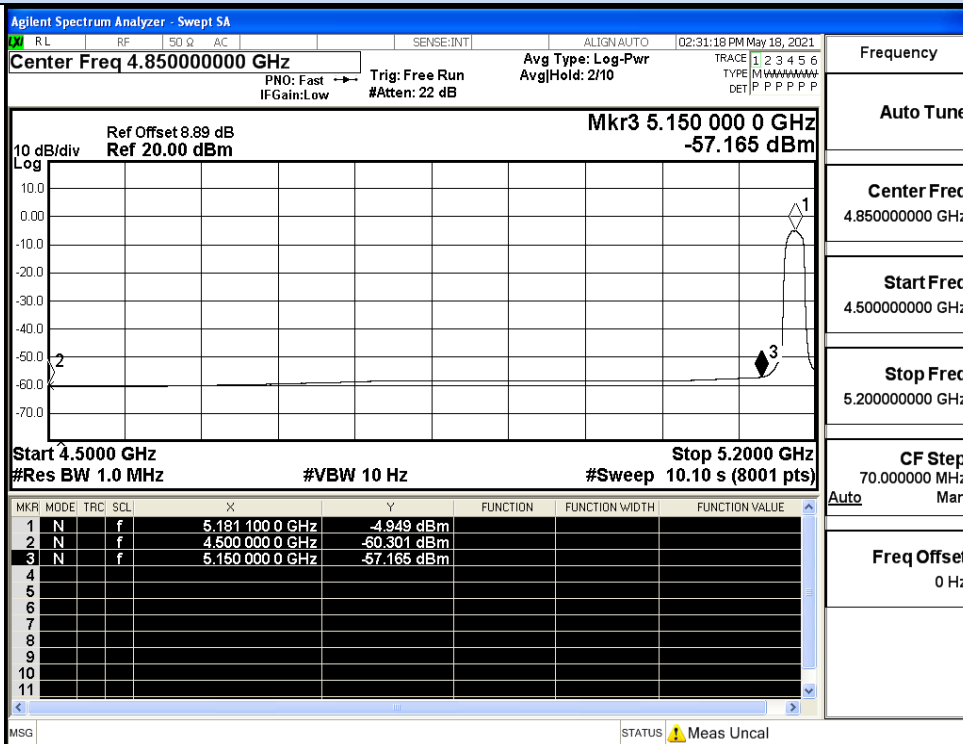 Agilent Spectrum Analyzer - Swept SA
LXI RL RF 50 Ω AC SENSE:INT ALIGN AUTO 02:31:18 PM May 18, 2021
Center Freq 4.850000000 GHz
PNO: Fast
IFGain:Low
Trig: Free Run
#Atten: 22 dB
Avg Type: Log-Pwr
Avg|Hold: 2/10
TRACE 1 2 3 4 5 6
TYPE M W W W W W
DET P P P P P P
Frequency
Mkr3 5.150 000 0 GHz
-57.165 dBm
Ref Offset 8.89 dB
10 dB/div Ref 20.00 dBm
Log
10.0
0.00
-10.0
-20.0
-30.0
-40.0
-50.0
-60.0
-70.0
1
2
3
Start 4.5000 GHz Stop 5.2000 GHz
#Res BW 1.0 MHz #VBW 10 Hz #Sweep 10.10 s (8001 pts)
MKR MODE TRC SCL X Y FUNCTION FUNCTION WIDTH FUNCTION VALUE
1 N f 5.181 100 0 GHz -4.949 dBm
2 N f 4.500 000 0 GHz -60.301 dBm
3 N f 5.150 000 0 GHz -57.165 dBm
4
5
6
7
8
9
10
11
Auto Tune
Center Freq
4.850000000 GHz
Start Freq
4.500000000 GHz
Stop Freq
5.200000000 GHz
CF Step
70.000000 MHz
Auto Man
Freq Offset
0 Hz
MSG STATUS Meas Uncal